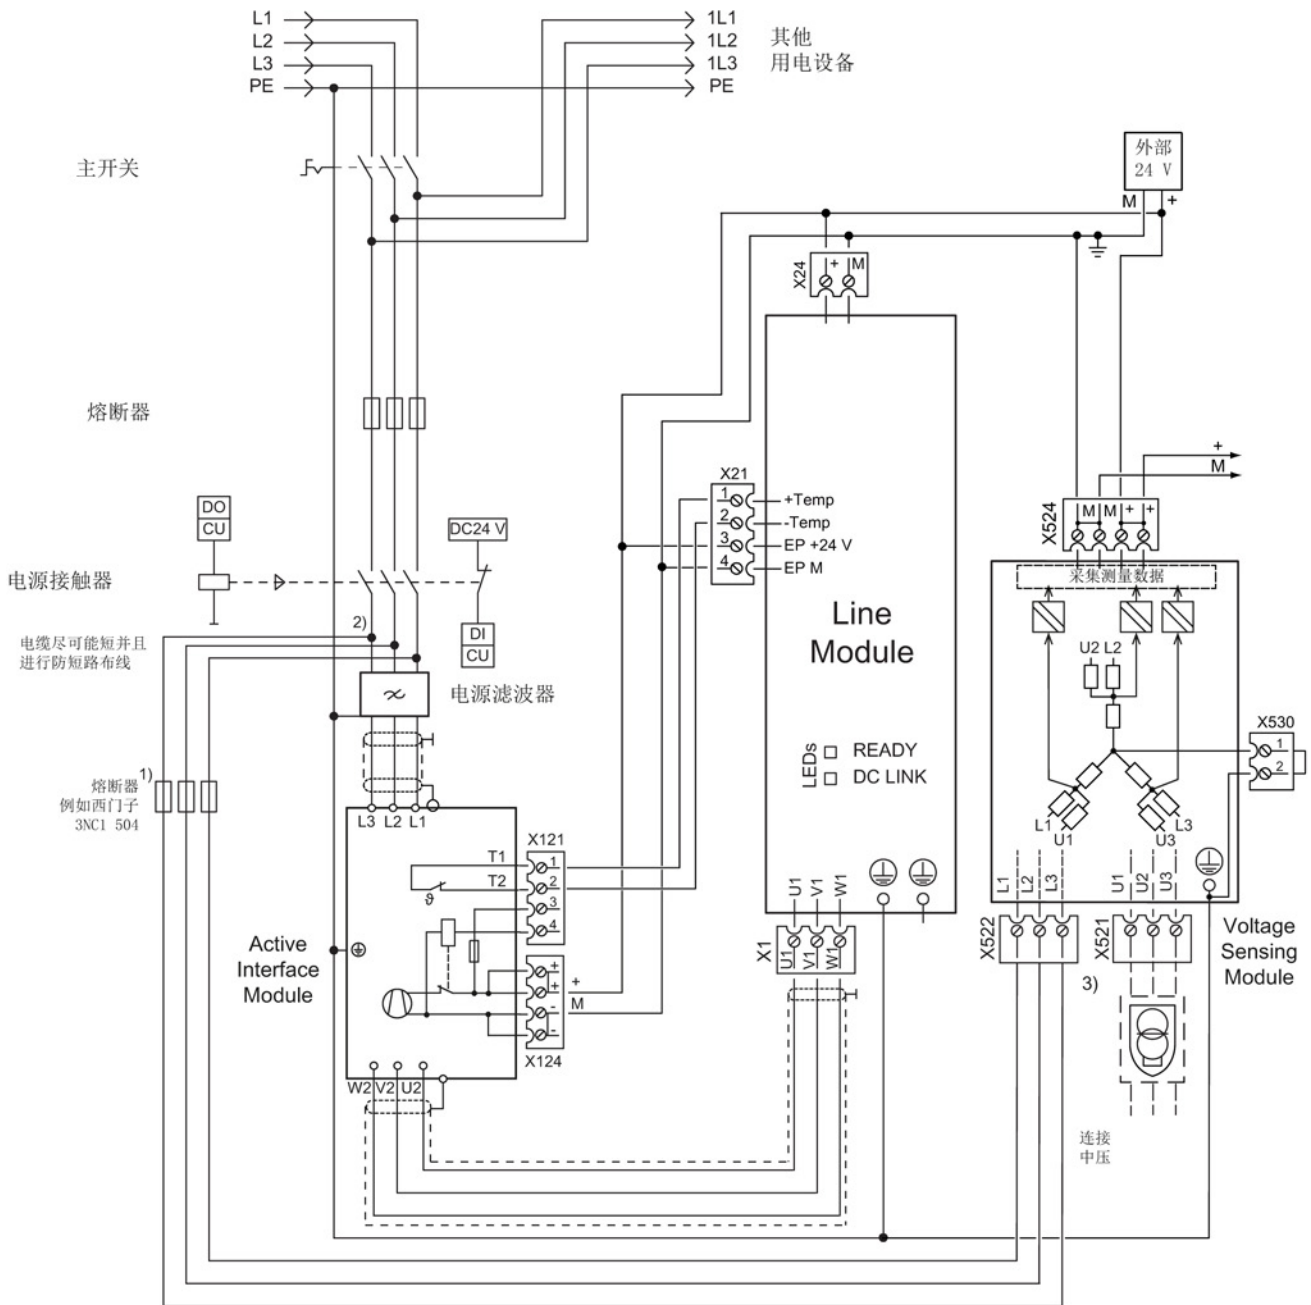 L1
L2
L3
PE
1L1
1L2
1L3
PE
其他
用电设备
主开关
外部
24 V
M
+
X24
+
M
熔断器
X21
1
2
3
4
+Temp
-Temp
EP +24 V
EP M
+
M
X524
M
M
+
+
DO
CU
DC24 V
电源接触器
采集测量数据
Line
Module
2)
DI
CU
电缆尽可能短并且
进行防短路布线
电源滤波器
U2
L2
X530
1
2
LEDs
READY
DC LINK
1)
熔断器
例如西门子
3NC1 504
L3
L2
L1
L1
U1
L3
U3
X121
T1
T2
ϑ
1
2
3
4
U1
V1
W1
L1
L2
L3
U1
U2
U3
Active
Interface
Module
X1
U1
V1
W1
X522
X521
Voltage
Sensing
Module
+
+
-
-
+
M
X124
3)
W2
V2
U2
连接
中压